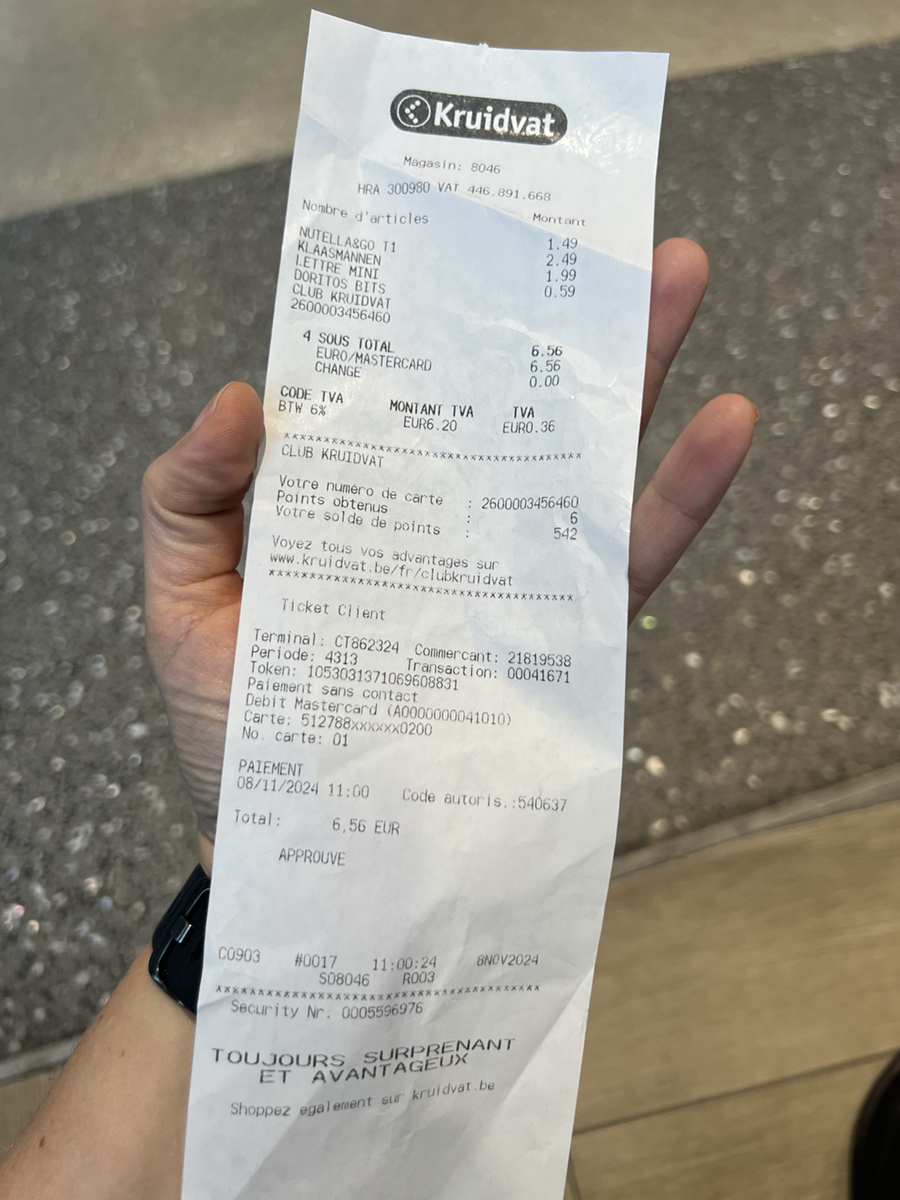 Kruidvat
Magasin: 8046
HRA 300980 VAT 446.891.668
Nombre d'articles Montant
NUTELLA&GO T1 1.49
KLAASMANNEN 2.49
LETTRE MINI 1.99
DORITOS BITS 0.59
CLUB KRUIDVAT
2600003456460
4 SOUS TOTAL 6.56
EURO/MASTERCARD 6.56
CHANGE 0.00
CODE TVA MONTANT TVA TVA
BTW 6% EUR6.20 EUR0.36
****************************************
CLUB KRUIDVAT
Votre numéro de carte : 2600003456460
Points obtenus : 6
Votre solde de points : 542
Voyez tous vos advantages sur
www.kruidvat.be/fr/clubkruidvat
****************************************
Ticket Client
Terminal: CT862324 Commercant: 21819538
Periode: 4313 Transaction: 00041671
Token: 1053031371069608831
Paiement sans contact
Debit Mastercard (A0000000041010)
Carte: 512788xxxxxx0200
No. carte: 01
PAIEMENT
08/11/2024 11:00 Code autoris.:540637
Total: 6,56 EUR
APPROUVE
C0903 #0017 11:00:24 8NOV2024
S08046 R003
****************************************
Security Nr. 0005596976
TOUJOURS SURPRENANT
ET AVANTAGEUX
Shoppez egalement sur kruidvat.be